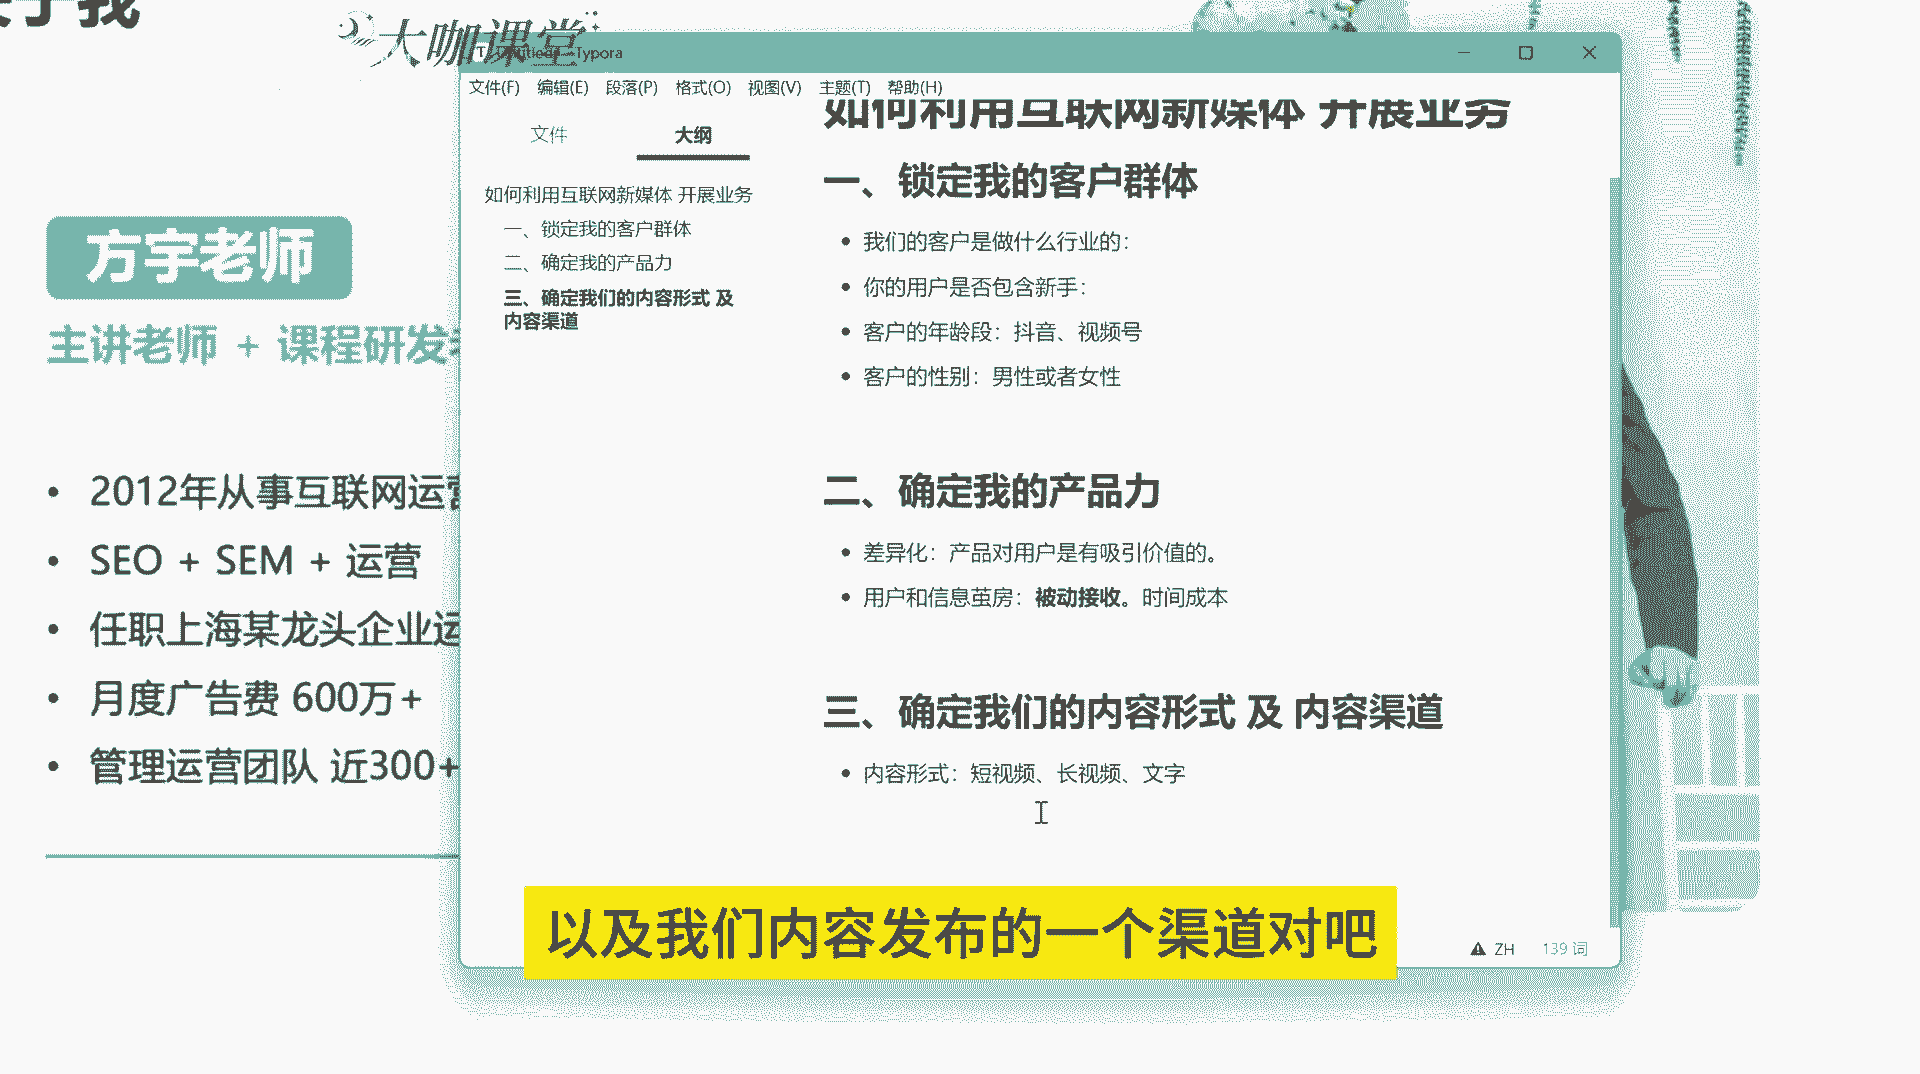 大咖课堂
Typora
文件(F) 编辑(E) 段落(P) 格式(O) 视图(V) 主题(T) 帮助(H)
文件 大纲
如何利用互联网新媒体 开展业务
一、锁定我的客户群体
二、确定我的产品力
三、确定我们的内容形式 及
内容渠道
如何利用互联网新媒体 开展业务
一、锁定我的客户群体
我们的客户是做什么行业的：
你的用户是否包含新手：
客户的年龄段：抖音、视频号
客户的性别：男性或者女性
二、确定我的产品力
差异化：产品对用户是有吸引价值的。
用户和信息茧房：被动接收。时间成本
三、确定我们的内容形式 及 内容渠道
内容形式：短视频、长视频、文字
ZH 139 词
方宇老师
主讲老师 + 课程研发
2012年从事互联网运营
SEO + SEM + 运营
任职上海某龙头企业运
月度广告费 600万+
管理运营团队 近300+
以及我们内容发布的一个渠道对吧